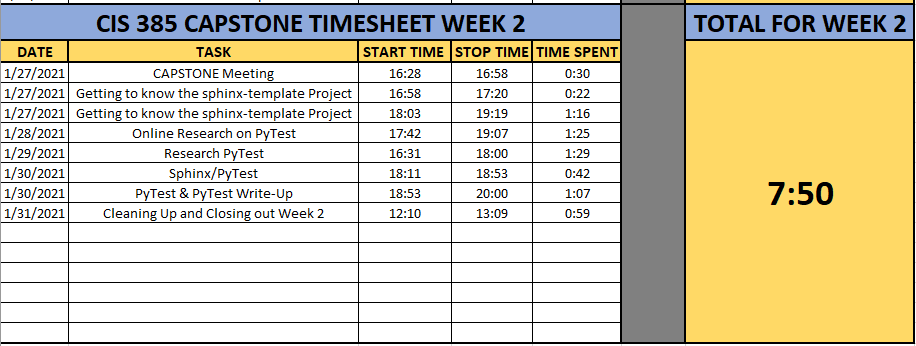 CIS 385 CAPSTONE TIMESHEET WEEK 2 TOTAL FOR WEEK 2
DATE TASK START TIME STOP TIME TIME SPENT
1/27/2021 CAPSTONE Meeting 16:28 16:58 0:30
1/27/2021 Getting to know the sphinx-template Project 16:58 17:20 0:22
1/27/2021 Getting to know the sphinx-template Project 18:03 19:19 1:16
1/28/2021 Online Research on PyTest 17:42 19:07 1:25
1/29/2021 Research PyTest 16:31 18:00 1:29
1/30/2021 Sphinx/PyTest 18:11 18:53 0:42
1/30/2021 PyTest & PyTest Write-Up 18:53 20:00 1:07
1/31/2021 Cleaning Up and Closing out Week 2 12:10 13:09 0:59
7:50